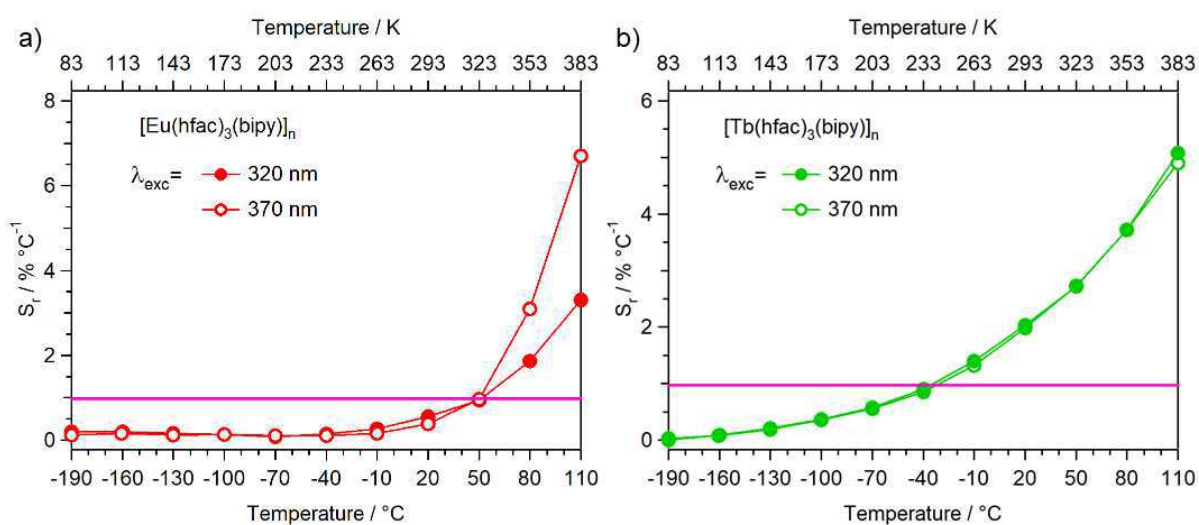 a)
Temperature / K
83 113 143 173 203 233 263 293 323 353 383
8
6
4
2
0
S_r / % °C⁻¹
[Eu(hfac)₃(bipy)]ₙ
λ_exc=
320 nm
370 nm
-190 -160 -130 -100 -70 -40 -10 20 50 80 110
Temperature / °C
b)
Temperature / K
83 113 143 173 203 233 263 293 323 353 383
6
4
2
0
S_r / % °C⁻¹
[Tb(hfac)₃(bipy)]ₙ
λ_exc=
320 nm
370 nm
-190 -160 -130 -100 -70 -40 -10 20 50 80 110
Temperature / °C